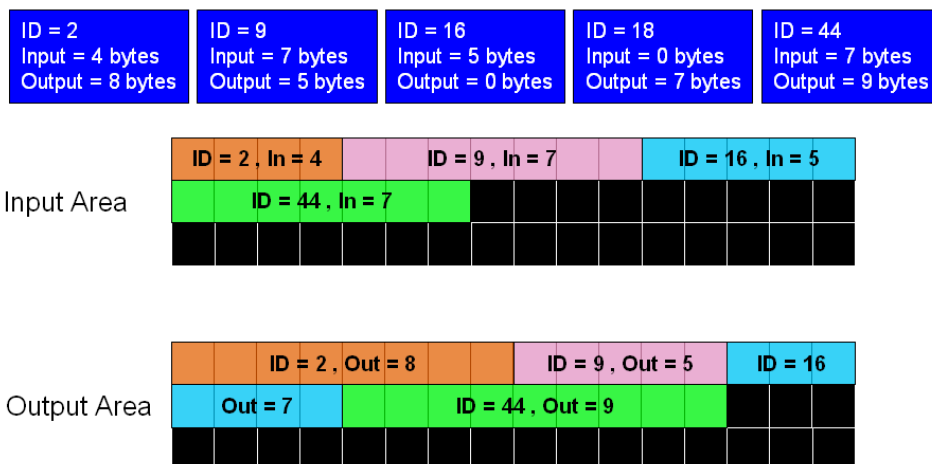 ID = 2
Input = 4 bytes
Output = 8 bytes
ID = 9
Input = 7 bytes
Output = 5 bytes
ID = 16
Input = 5 bytes
Output = 0 bytes
ID = 18
Input = 0 bytes
Output = 7 bytes
ID = 44
Input = 7 bytes
Output = 9 bytes
ID = 2 , In = 4
ID = 9 , In = 7
ID = 16 , In = 5
Input Area
ID = 44 , In = 7
ID = 2 , Out = 8
ID = 9 , Out = 5
ID = 16
Output Area
Out = 7
ID = 44 , Out = 9